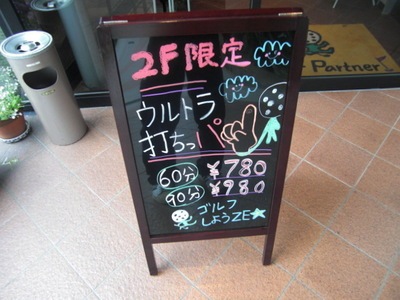 2F限定
ウルトラ
打ちっパ
60分 ¥780
90分 ¥980
ゴルフ
しようZE★
Partner